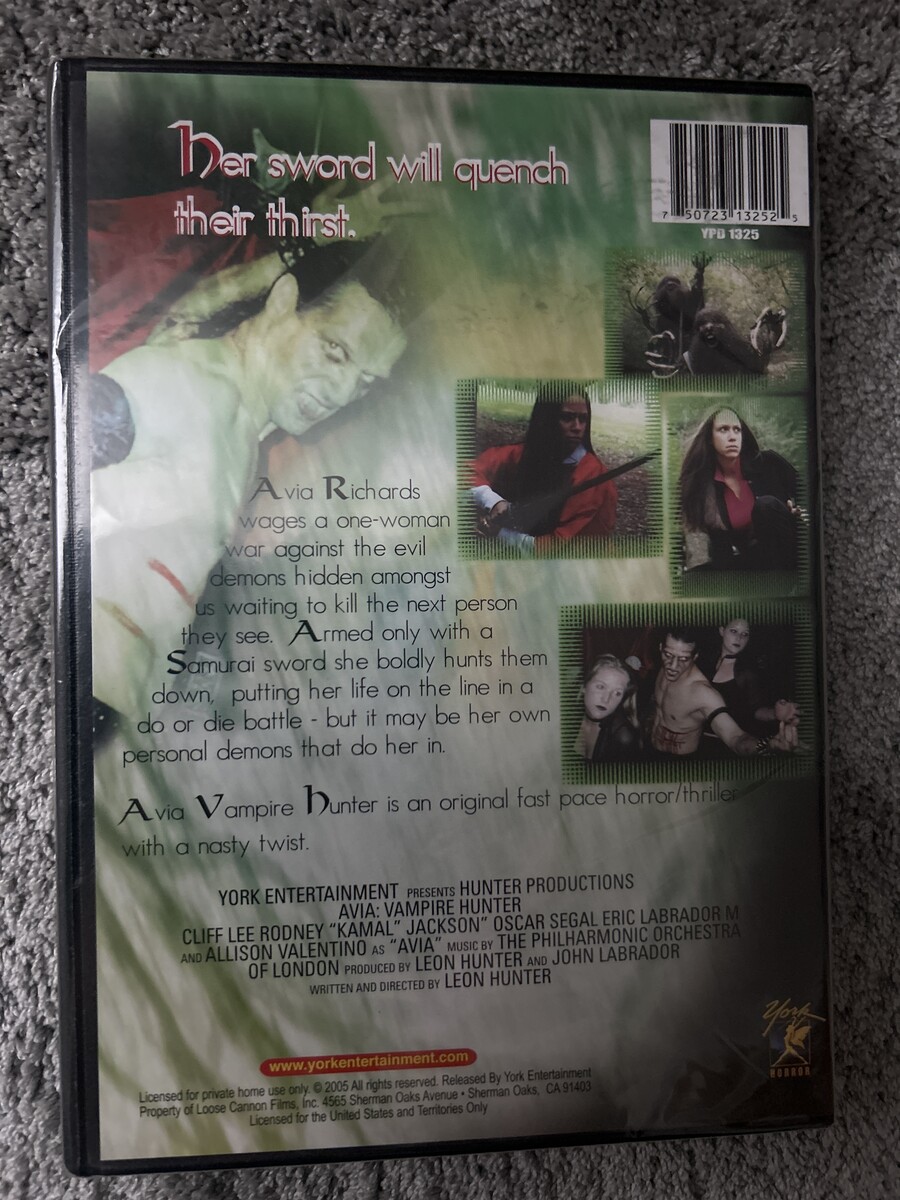 Her sword will quench
their thirst.
7 50723 13252 5
YPD 1325
Avia Richards
wages a one-woman
war against the evil
demons hidden amongst
us waiting to kill the next person
they see. Armed only with a
Samurai sword she boldly hunts them
down, putting her life on the line in a
do or die battle - but it may be her own
personal demons that do her in.
Avia Vampire Hunter is an original fast pace horror/thriller
with a nasty twist.
YORK ENTERTAINMENT PRESENTS HUNTER PRODUCTIONS
AVIA: VAMPIRE HUNTER
CLIFF LEE RODNEY "KAMAL" JACKSON" OSCAR SEGAL ERIC LABRADOR M
AND ALLISON VALENTINO AS "AVIA" MUSIC BY THE PHILHARMONIC ORCHESTRA
OF LONDON PRODUCED BY LEON HUNTER AND JOHN LABRADOR
WRITTEN AND DIRECTED BY LEON HUNTER
www.yorkentertainment.com
Licensed for private home use only. © 2005 All rights reserved. Released By York Entertainment
Property of Loose Cannon Films, Inc. 4565 Sherman Oaks Avenue • Sherman Oaks, CA 91403
Licensed for the United States and Territories Only
York
HORROR